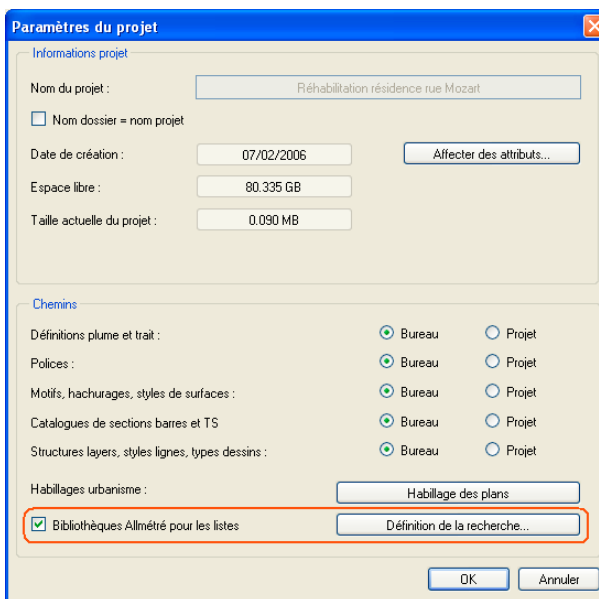 Paramètres du projet
Informations projet
Nom du projet : Réhabilitation résidence rue Mozart
Nom dossier = nom projet
Date de création : 07/02/2006 Affecter des attributs...
Espace libre : 80.335 GB
Taille actuelle du projet : 0.090 MB
Chemins
Définitions plume et trait : Bureau Projet
Polices : Bureau Projet
Motifs, hachurages, styles de surfaces : Bureau Projet
Catalogues de sections barres et TS Bureau Projet
Structures layers, styles lignes, types dessins : Bureau Projet
Habillages urbanisme : Habillage des plans
Bibliothèques Allmétré pour les listes Définition de la recherche...
OK Annuler